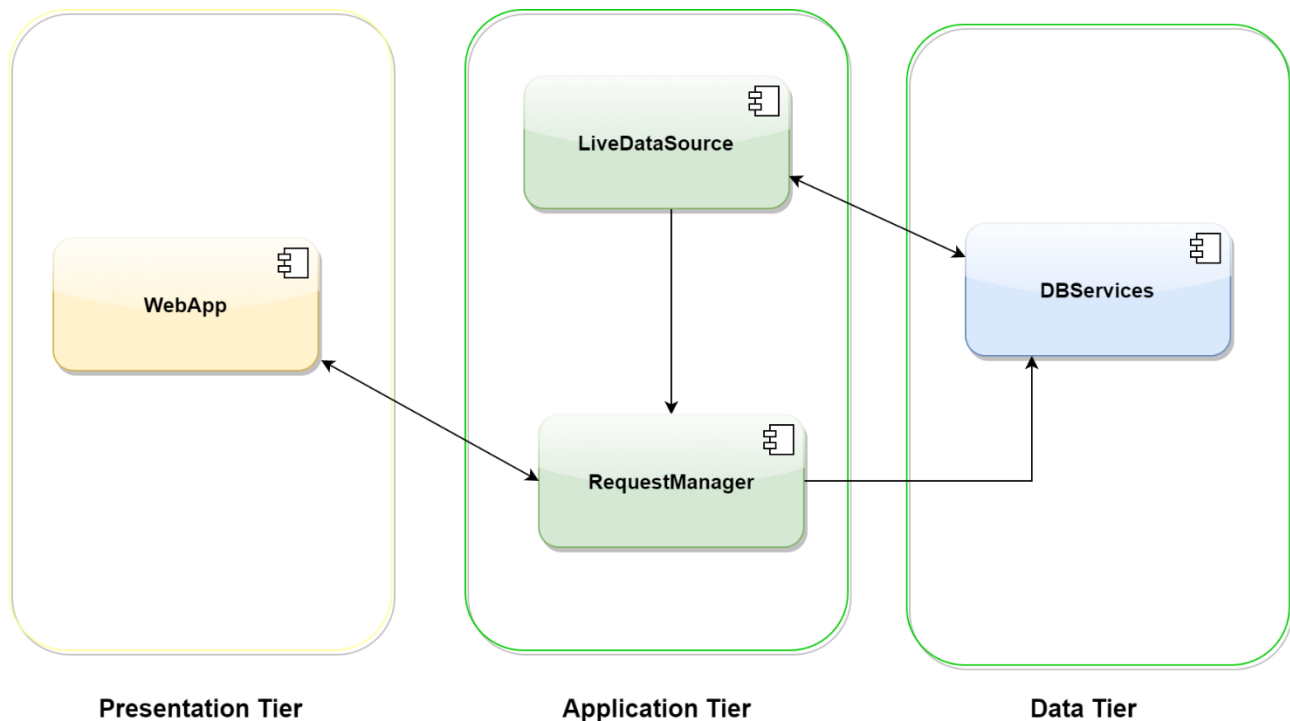 LiveDataSource
WebApp
DBServices
RequestManager
Presentation Tier
Application Tier
Data Tier